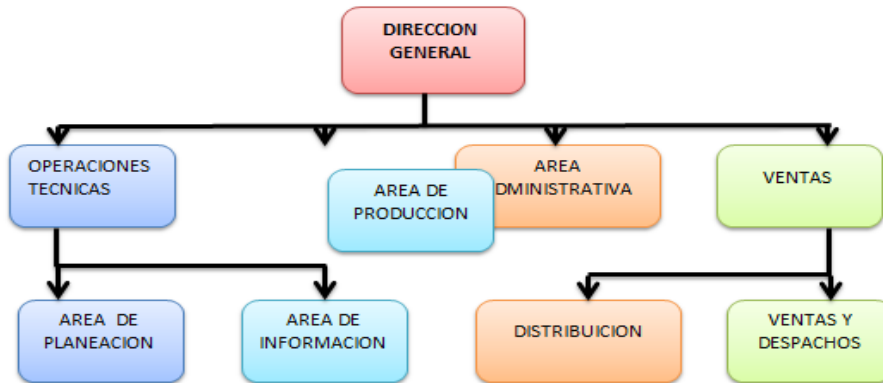 DIRECCION
GENERAL
OPERACIONES
TECNICAS
AREA DE
PRODUCCION
AREA
DMINISTRATIVA
VENTAS
AREA DE
PLANEACION
AREA DE
INFORMACION
DISTRIBUICION
VENTAS Y
DESPACHOS